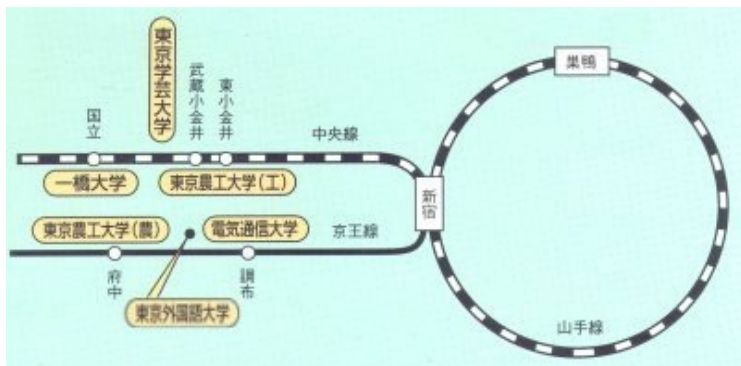 巣鴨
東京学芸大学
武蔵小金井
東小金井
国立
中央線
一橋大学
東京農工大学(工)
新宿
東京農工大学(農)
電気通信大学
京王線
府中
調布
東京外国語大学
山手線